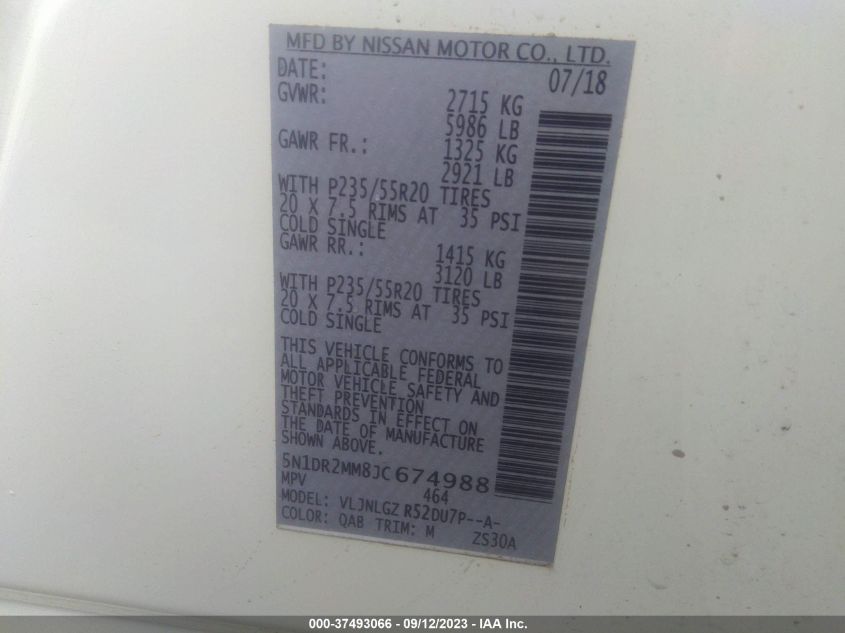 MFD BY NISSAN MOTOR CO., LTD.
DATE: 07/18
GVWR: 2715 KG
5986 LB
GAWR FR.: 1325 KG
2921 LB
WITH P235/55R20 TIRES
20 X 7.5 RIMS AT 35 PSI
COLD SINGLE
GAWR RR.: 1415 KG
3120 LB
WITH P235/55R20 TIRES
20 X 7.5 RIMS AT 35 PSI
COLD SINGLE
THIS VEHICLE CONFORMS TO
ALL APPLICABLE FEDERAL
MOTOR VEHICLE SAFETY AND
THEFT PREVENTION
STANDARDS IN EFFECT ON
THE DATE OF MANUFACTURE
SHOWN ABOVE.
5N1DR2MM8JC674988
MPV 464
MODEL: VLJNLGZ R52DU7P--A-
COLOR: QAB TRIM: M ZS30A
000-37493066 - 09/12/2023 - IAA Inc.